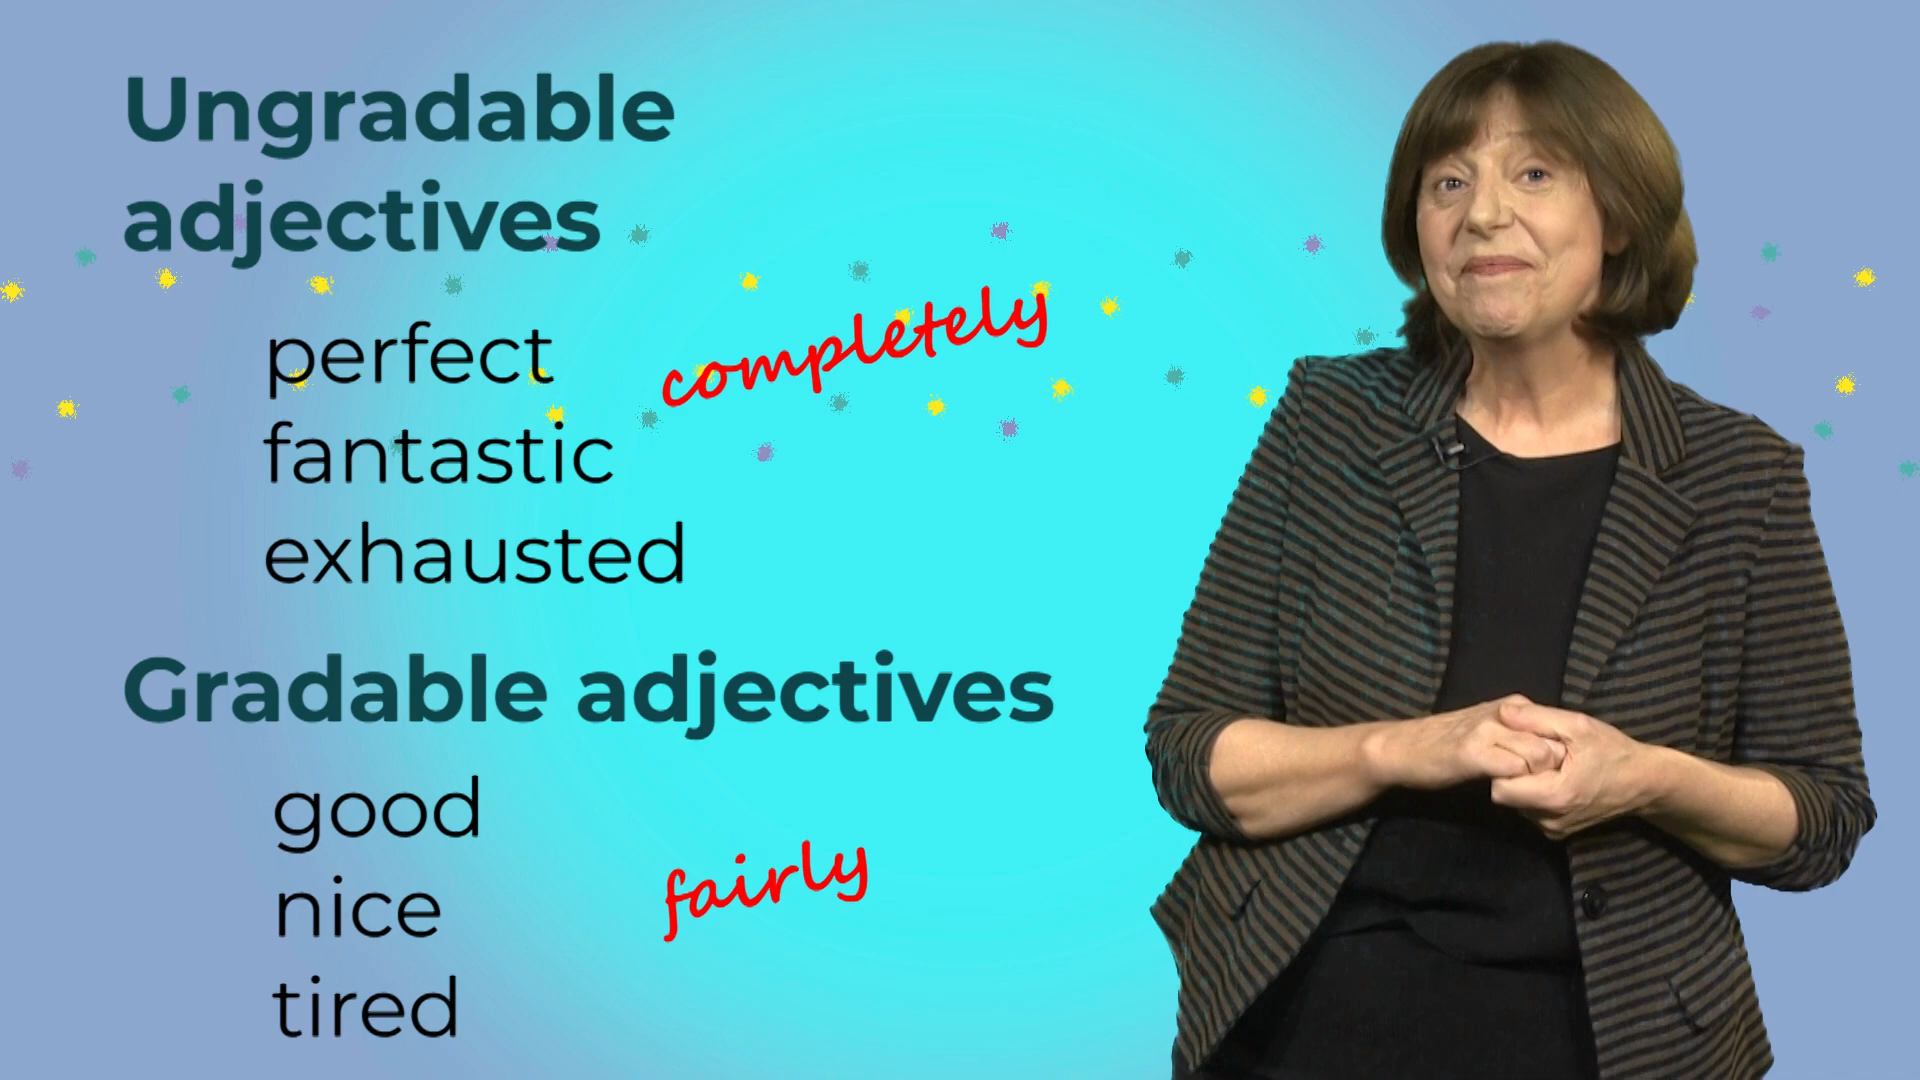 Ungradable
adjectives
perfect
completely
fantastic
exhausted
Gradable adjectives
good
fairly
nice
tired